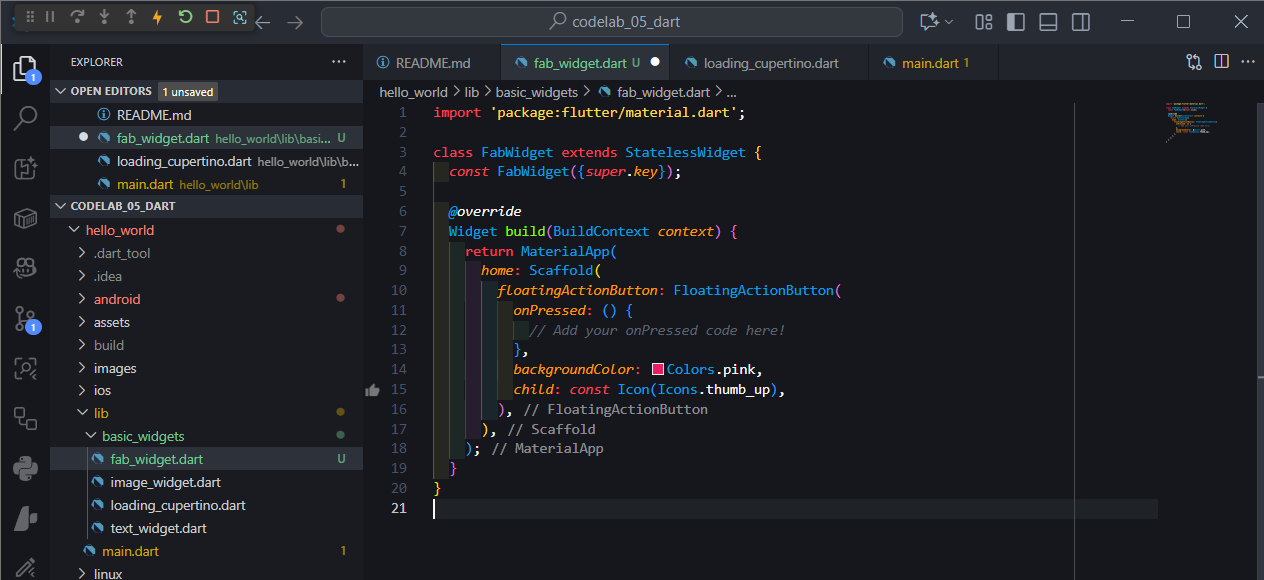 codelab_05_dart
EXPLORER
OPEN EDITORS 1 unsaved
README.md
fab_widget.dart hello_world\lib\basi... U
loading_cupertino.dart hello_world\lib\b...
main.dart hello_world\lib 1
CODELAB_05_DART
hello_world
.dart_tool
.idea
android
assets
build
images
ios
lib
basic_widgets
fab_widget.dart U
image_widget.dart
loading_cupertino.dart
text_widget.dart
main.dart 1
linux
1
1
README.md fab_widget.dart U loading_cupertino.dart main.dart 1
hello_world > lib > basic_widgets > fab_widget.dart > ...
1 import 'package:flutter/material.dart';
2
3 class FabWidget extends StatelessWidget {
4 const FabWidget({super.key});
5
6 @override
7 Widget build(BuildContext context) {
8 return MaterialApp(
9 home: Scaffold(
10 floatingActionButton: FloatingActionButton(
11 onPressed: () {
12 // Add your onPressed code here!
13 },
14 backgroundColor: Colors.pink,
15 child: const Icon(Icons.thumb_up),
16 ), // FloatingActionButton
17 ), // Scaffold
18 ); // MaterialApp
19 }
20 }
21